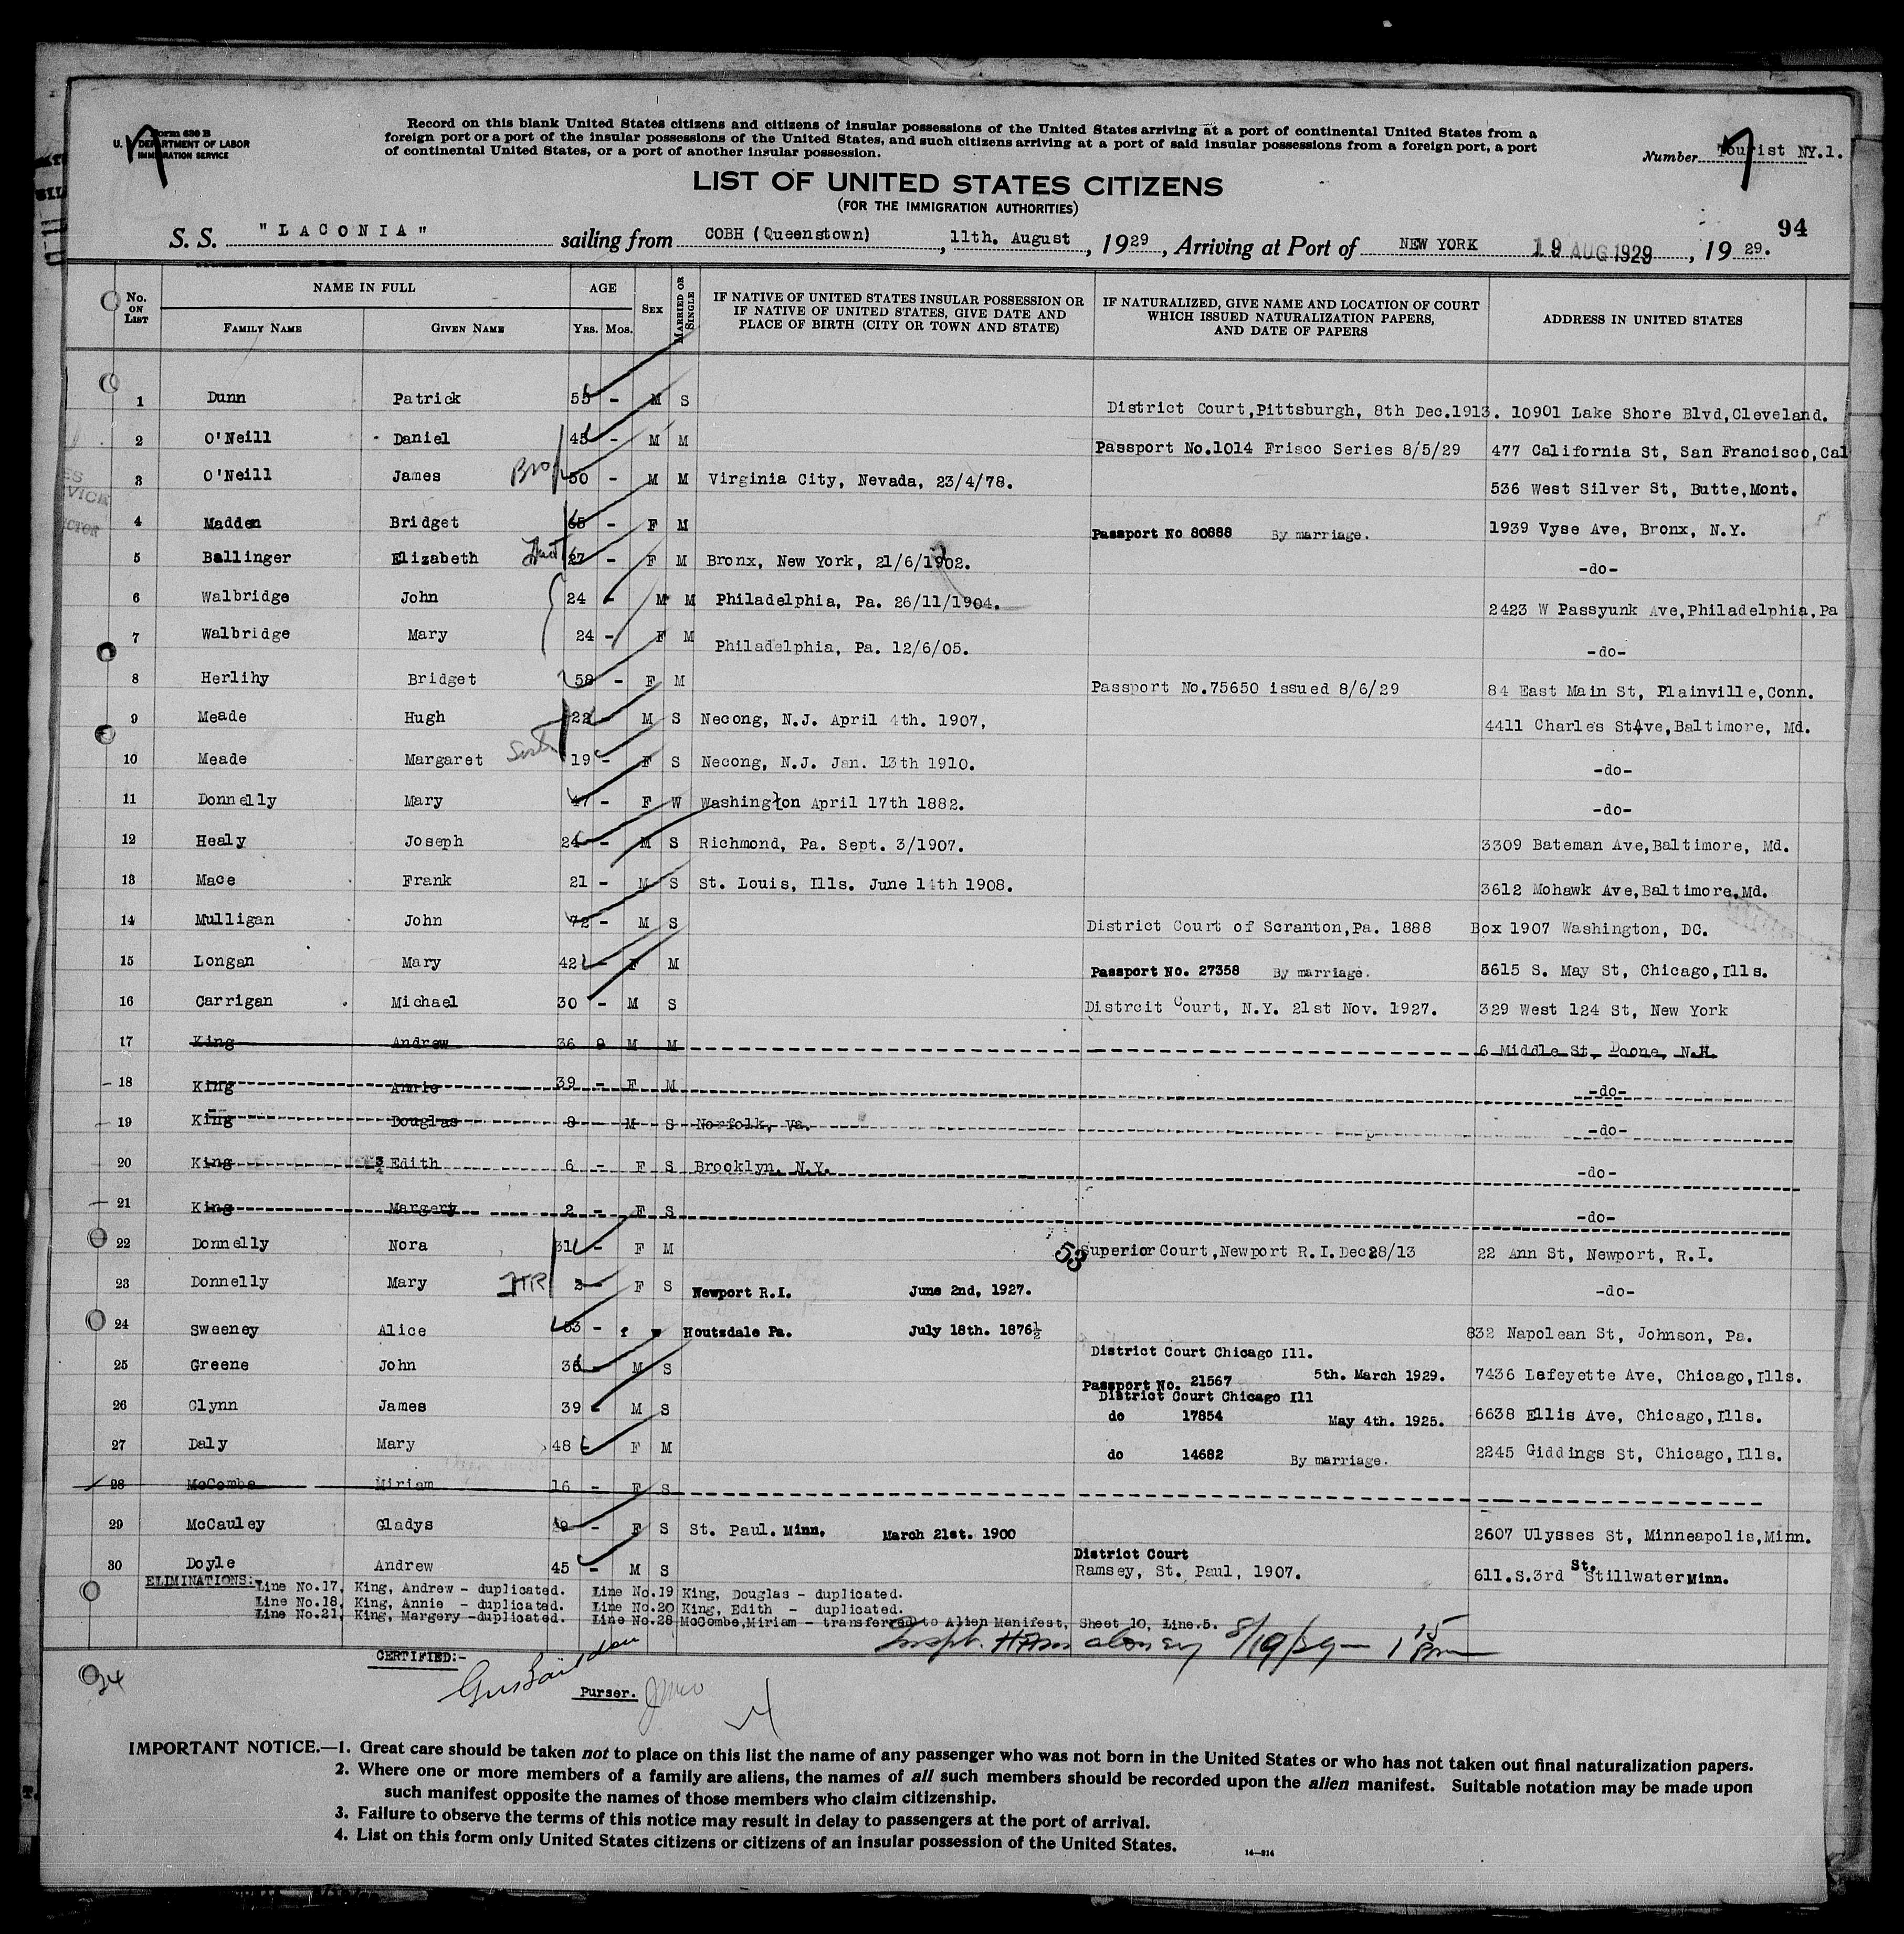 Form 630 B
U. S. DEPARTMENT OF LABOR
IMMIGRATION SERVICE
Record on this blank United States citizens and citizens of insular possessions of the United States arriving at a port of continental United States from a
foreign port or a port of the insular possessions of the United States, and such citizens arriving at a port of said insular possessions from a foreign port, a port
of continental United States, or a port of another insular possession.
Number Tourist NY.1.
LIST OF UNITED STATES CITIZENS
(FOR THE IMMIGRATION AUTHORITIES)
94
S. S. "LACONIA" sailing from COBH (Queenstown), 11th. August, 1929, Arriving at Port of NEW YORK 19 AUG 1929, 1929.
No. ON LIST NAME IN FULL FAMILY NAME GIVEN NAME AGE YRS. MOS. SEX MARRIED OR SINGLE
IF NATIVE OF UNITED STATES INSULAR POSSESSION OR
IF NATIVE OF UNITED STATES, GIVE DATE AND
PLACE OF BIRTH (CITY OR TOWN AND STATE)
IF NATURALIZED, GIVE NAME AND LOCATION OF COURT
WHICH ISSUED NATURALIZATION PAPERS,
AND DATE OF PAPERS
ADDRESS IN UNITED STATES
1 Dunn Patrick 55 - M S District Court,Pittsburgh, 8th Dec.1913. 10901 Lake Shore Blvd,Cleveland.
2 O'Neill Daniel 45 - M M Passport No.1014 Frisco Series 8/5/29 477 California St, San Francisco,Cal
3 O'Neill James Bro 50 - M M Virginia City, Nevada, 23/4/78. 536 West Silver St, Butte,Mont.
4 Madden Bridget 65 - F M Passport No 80888 By marriage. 1939 Vyse Ave, Bronx, N.Y.
5 Ballinger Elizabeth 27 - F M Bronx, New York, 21/6/1902. -do-
6 Walbridge John 24 - M M Philadelphia, Pa. 26/11/1904. 2423 W Passyunk Ave,Philadelphia,Pa
7 Walbridge Mary 24 - F M Philadelphia, Pa. 12/6/05. -do-
8 Herlihy Bridget 58 - F M Passport No.75650 issued 8/6/29 84 East Main St, Plainville,Conn.
9 Meade Hugh 22 - M S Necong, N.J. April 4th. 1907, 4411 Charles StAve,Baltimore, Md.
10 Meade Margaret Sister 19 - F S Necong, N.J. Jan. 13th 1910. -do-
11 Donnelly Mary 47 - F W Washington April 17th 1882. -do-
12 Healy Joseph 24 - M S Richmond, Pa. Sept. 3/1907. 3309 Bateman Ave,Baltimore, Md.
13 Mace Frank 21 - M S St. Louis, Ills. June 14th 1908. 3612 Mohawk Ave,Baltimore,Md.
14 Mulligan John 72 - M S District Court of Scranton,Pa. 1888 Box 1907 Washington, DC.
15 Longan Mary 42 - F M Passport No. 27358 By marriage. 5615 S. May St, Chicago,Ills.
16 Carrigan Michael 30 - M S Distrcit Court, N.Y. 21st Nov. 1927. 329 West 124 St, New York
17 King Andrew 36 9 M M 6 Middle St, Doone, N.H.
18 King Annie 39 - F M -do-
19 King Douglas 8 M S Norfolk, Va. -do-
20 King Edith 6 - F S Brooklyn, N.Y. -do-
21 King Margery 2 - F S -do-
22 Donnelly Nora 31 - F M 53 Superior Court,Newport R.I.Dec28/13 22 Ann St, Newport, R.I.
23 Donnelly Mary 2 - F S Newport R.I. June 2nd, 1927. -do-
24 Sweeney Alice 53 - f w Houtzdale Pa. July 18th. 1876½ 832 Napolean St, Johnson, Pa.
District Court Chicago Ill.
25 Greene John 36 - M S Passport No. 21567 5th. March 1929. 7436 Lafeyette Ave, Chicago,Ills.
District Court Chicago Ill
26 Clynn James 39 - M S do 17854 May 4th. 1925. 6638 Ellis Ave, Chicago,Ills.
27 Daly Mary 48 - F M do 14682 By marriage. 2245 Giddings St, Chicago,Ills.
28 McCombe Miriam 16 - F S
29 McCauley Gladys 29 - F S St. Paul. Minn. March 21st. 1900 2607 Ulysses St, Minneapolis,Minn.
30 Doyle Andrew 45 - M S District Court Ramsey, St. Paul, 1907. 611.S.3rd St, Stillwater Minn.
ELIMINATIONS:- Line No.17, King, Andrew - duplicated. Line No.19 King, Douglas - duplicated.
Line No.18, King, Annie - duplicated. Line No.20 King, Edith - duplicated.
Line No.21, King, Margery -duplicated. Line No.28 McCombe,Miriam - transferred to Alien Manifest, Sheet 10, Line.5.
8/19/29 - 1 15 Pm
CERTIFIED:-
Purser.
94
IMPORTANT NOTICE.—1. Great care should be taken not to place on this list the name of any passenger who was not born in the United States or who has not taken out final naturalization papers.
2. Where one or more members of a family are aliens, the names of all such members should be recorded upon the alien manifest. Suitable notation may be made upon
such manifest opposite the names of those members who claim citizenship.
3. Failure to observe the terms of this notice may result in delay to passengers at the port of arrival.
4. List on this form only United States citizens or citizens of an insular possession of the United States.
14—314